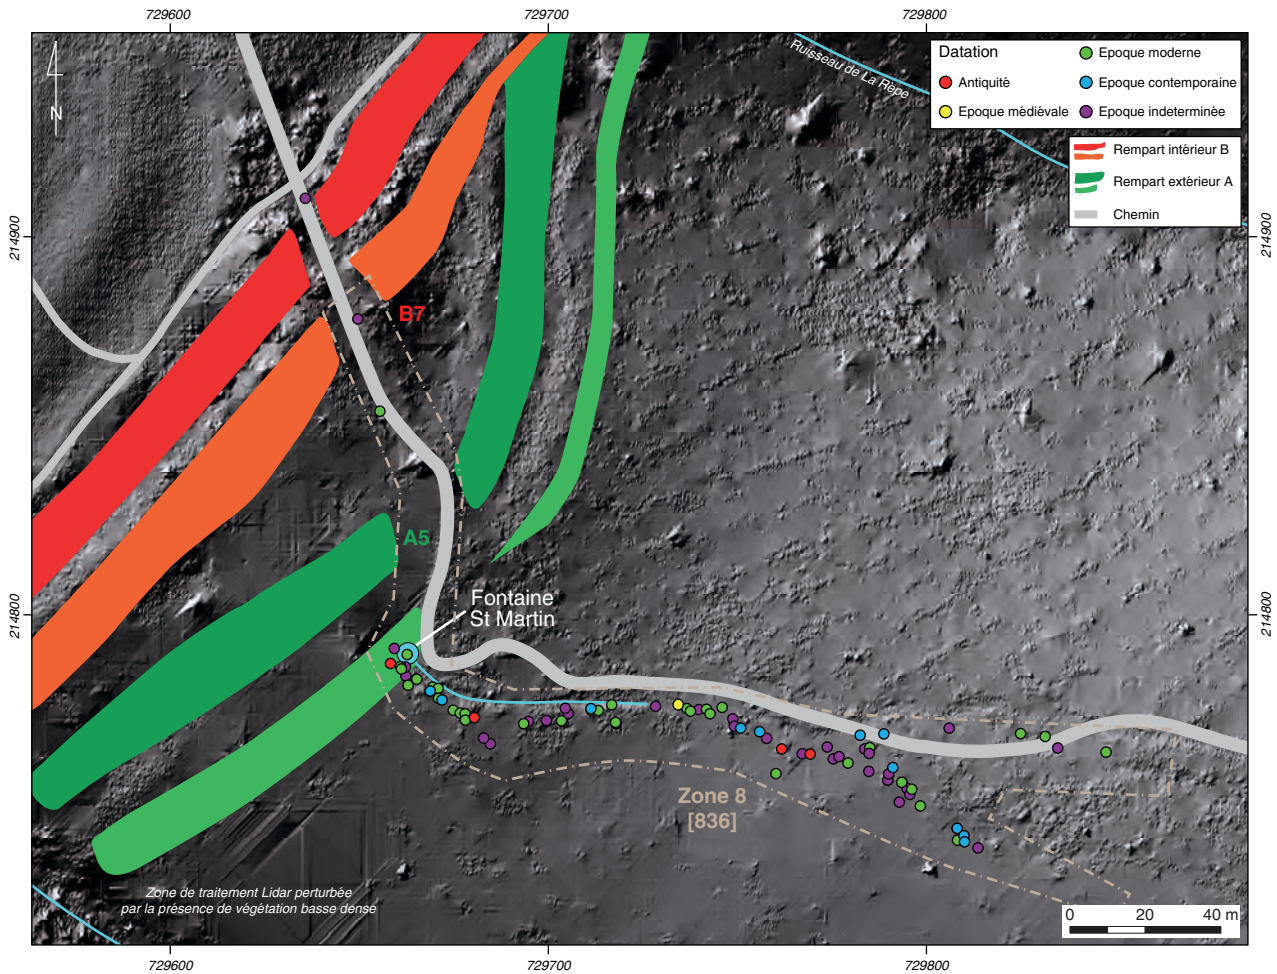 729600
729700
729800
Ruisseau de La Rèpe
Datation
Antiquité
Epoque médiévale
Epoque moderne
Epoque contemporaine
Epoque indeterminée
Rempart intérieur B
Rempart extérieur A
Chemin
N
214900
214900
B7
A5
Fontaine
St Martin
214800
214800
Zone 8
[836]
Zone de traitement Lidar perturbée
par la présence de végétation basse dense
0 20 40 m
729600
729700
729800